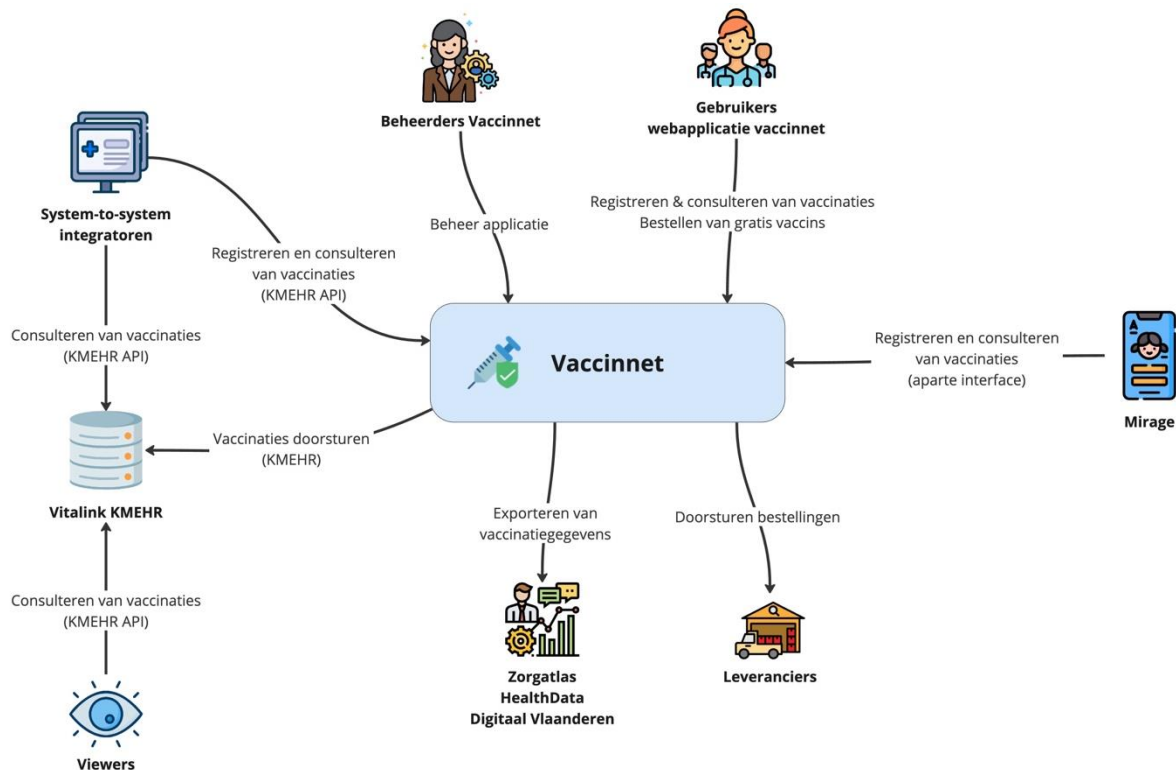 Beheerders Vaccinnet
Gebruikers
webapplicatie vaccinnet
System-to-system
integratoren
Beheer applicatie
Registreren & consulteren van vaccinaties
Bestellen van gratis vaccins
Registreren en consulteren
van vaccinaties
(KMEHR API)
Consulteren van vaccinaties
(KMEHR API)
Vaccinnet
Registreren en consulteren
van vaccinaties
(aparte interface)
Mirage
Vaccinaties doorsturen
(KMEHR)
Vitalink KMEHR
Exporteren van
vaccinatiegegevens
Doorsturen bestellingen
Consulteren van vaccinaties
(KMEHR API)
Zorgatlas
HealthData
Digitaal Vlaanderen
Leveranciers
Viewers